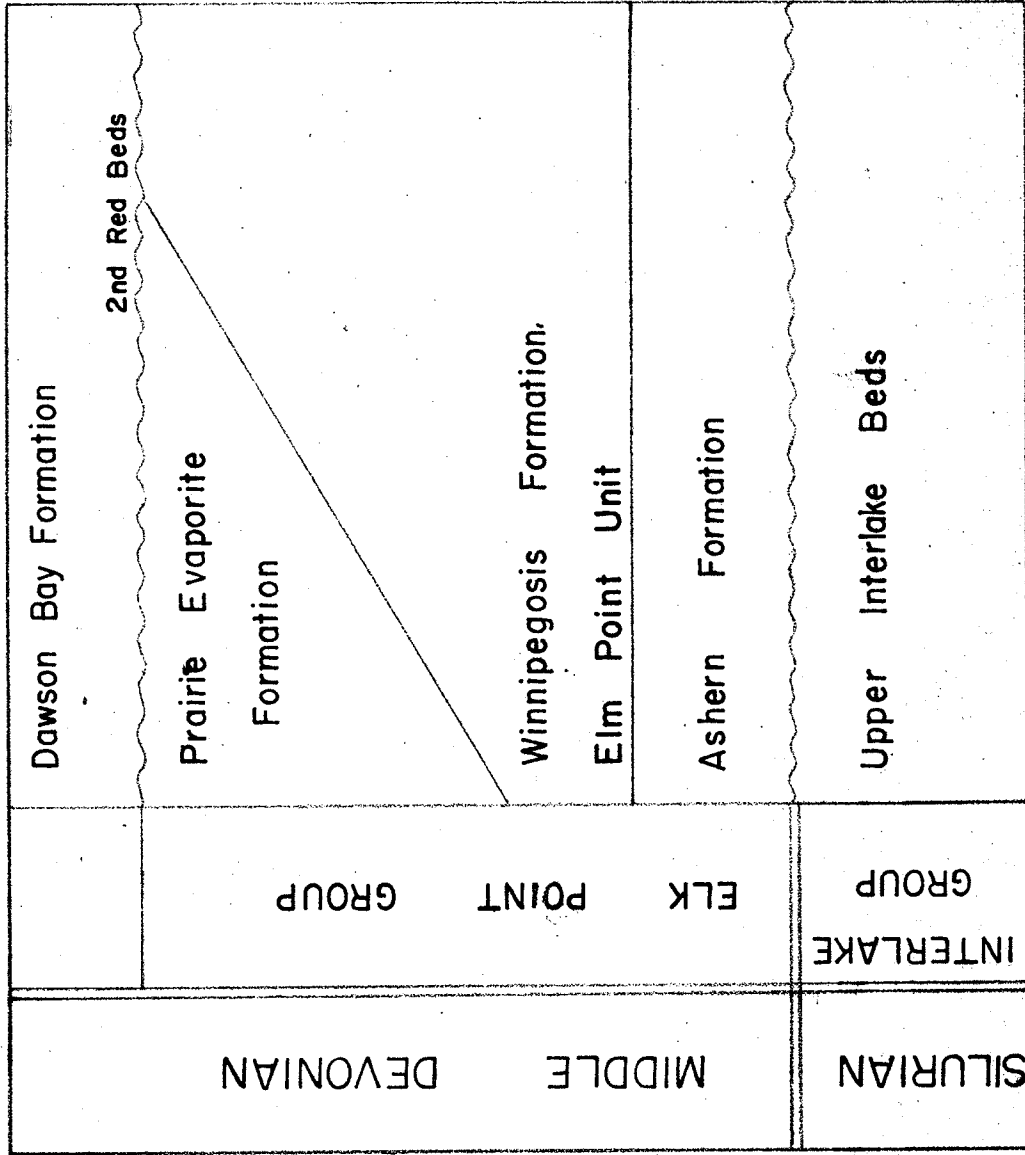 Dawson Bay Formation
2nd Red Beds
Prairie Evaporite
Formation
Winnipegosis Formation.
Elm Point Unit
Ashern Formation
Upper Interlake Beds
ELK POINT GROUP
INTERLAKE
GROUP
MIDDLE DEVONIAN
SILURIAN